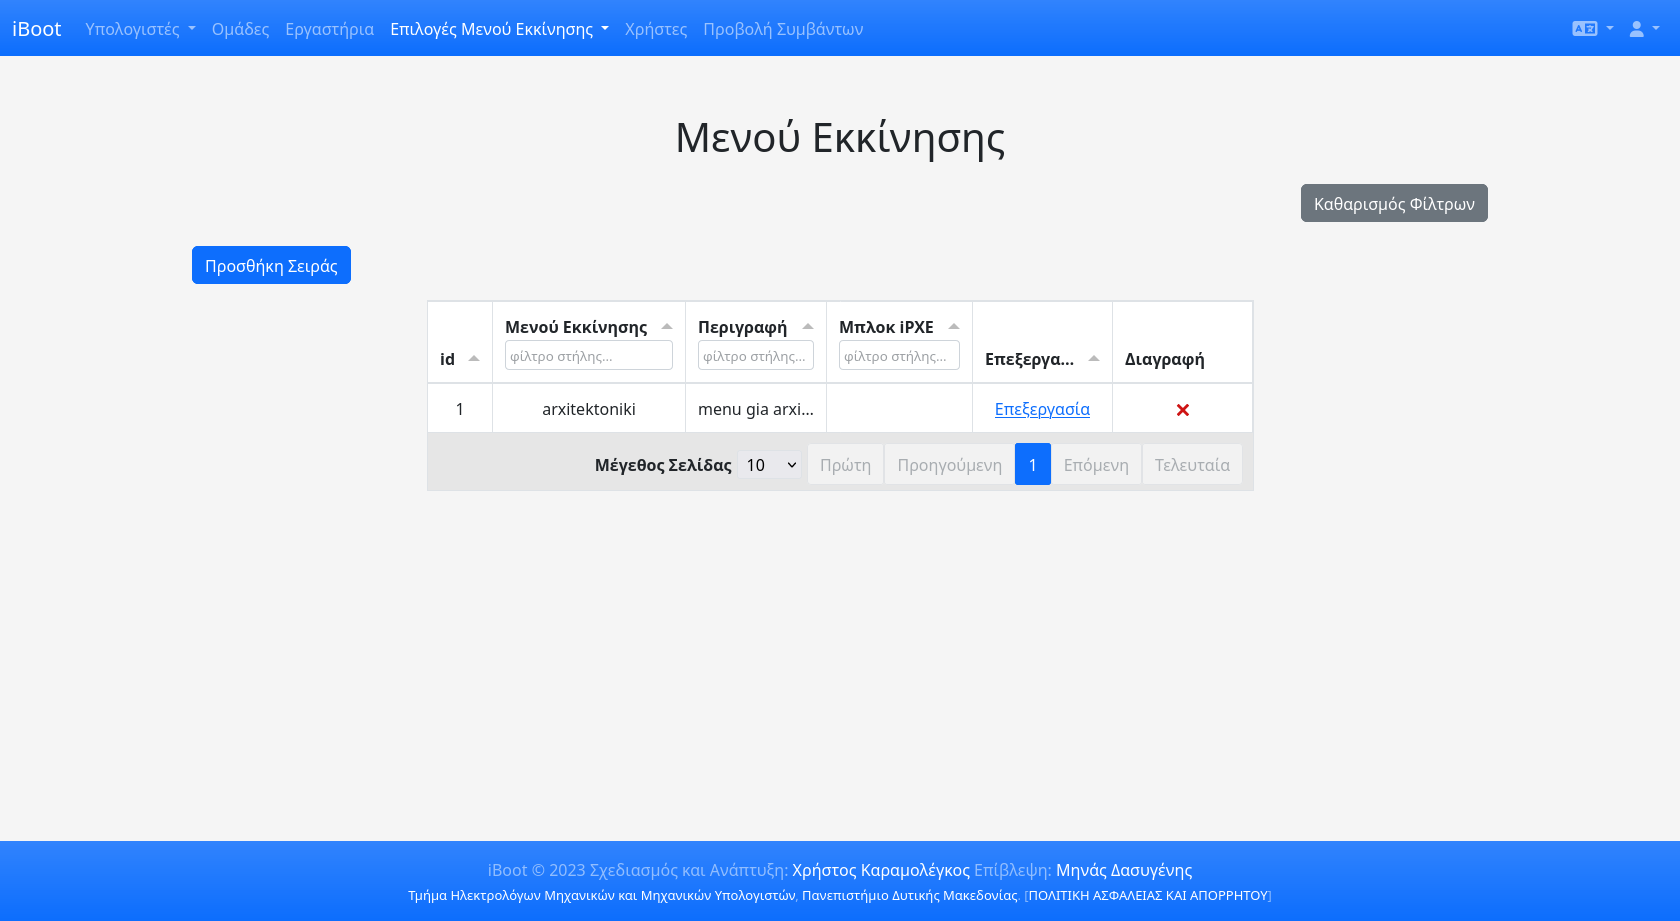 iBoot Υπολογιστές Ομάδες Εργαστήρια Επιλογές Μενού Εκκίνησης Χρήστες Προβολή Συμβάντων
Μενού Εκκίνησης
Καθαρισμός Φίλτρων
Προσθήκη Σειράς
id Μενού Εκκίνησης Περιγραφή Μπλοκ iPXE Επεξεργα... Διαγραφή
φίλτρο στήλης... φίλτρο στήλης... φίλτρο στήλης...
1 arxitektoniki menu gia arxi... Επεξεργασία
Μέγεθος Σελίδας 10 Πρώτη Προηγούμενη 1 Επόμενη Τελευταία
iBoot © 2023 Σχεδιασμός και Ανάπτυξη: Χρήστος Καραμολέγκος Επίβλεψη: Μηνάς Δασυγένης
Τμήμα Ηλεκτρολόγων Μηχανικών και Μηχανικών Υπολογιστών, Πανεπιστήμιο Δυτικής Μακεδονίας. [ΠΟΛΙΤΙΚΗ ΑΣΦΑΛΕΙΑΣ ΚΑΙ ΑΠΟΡΡΗΤΟΥ]